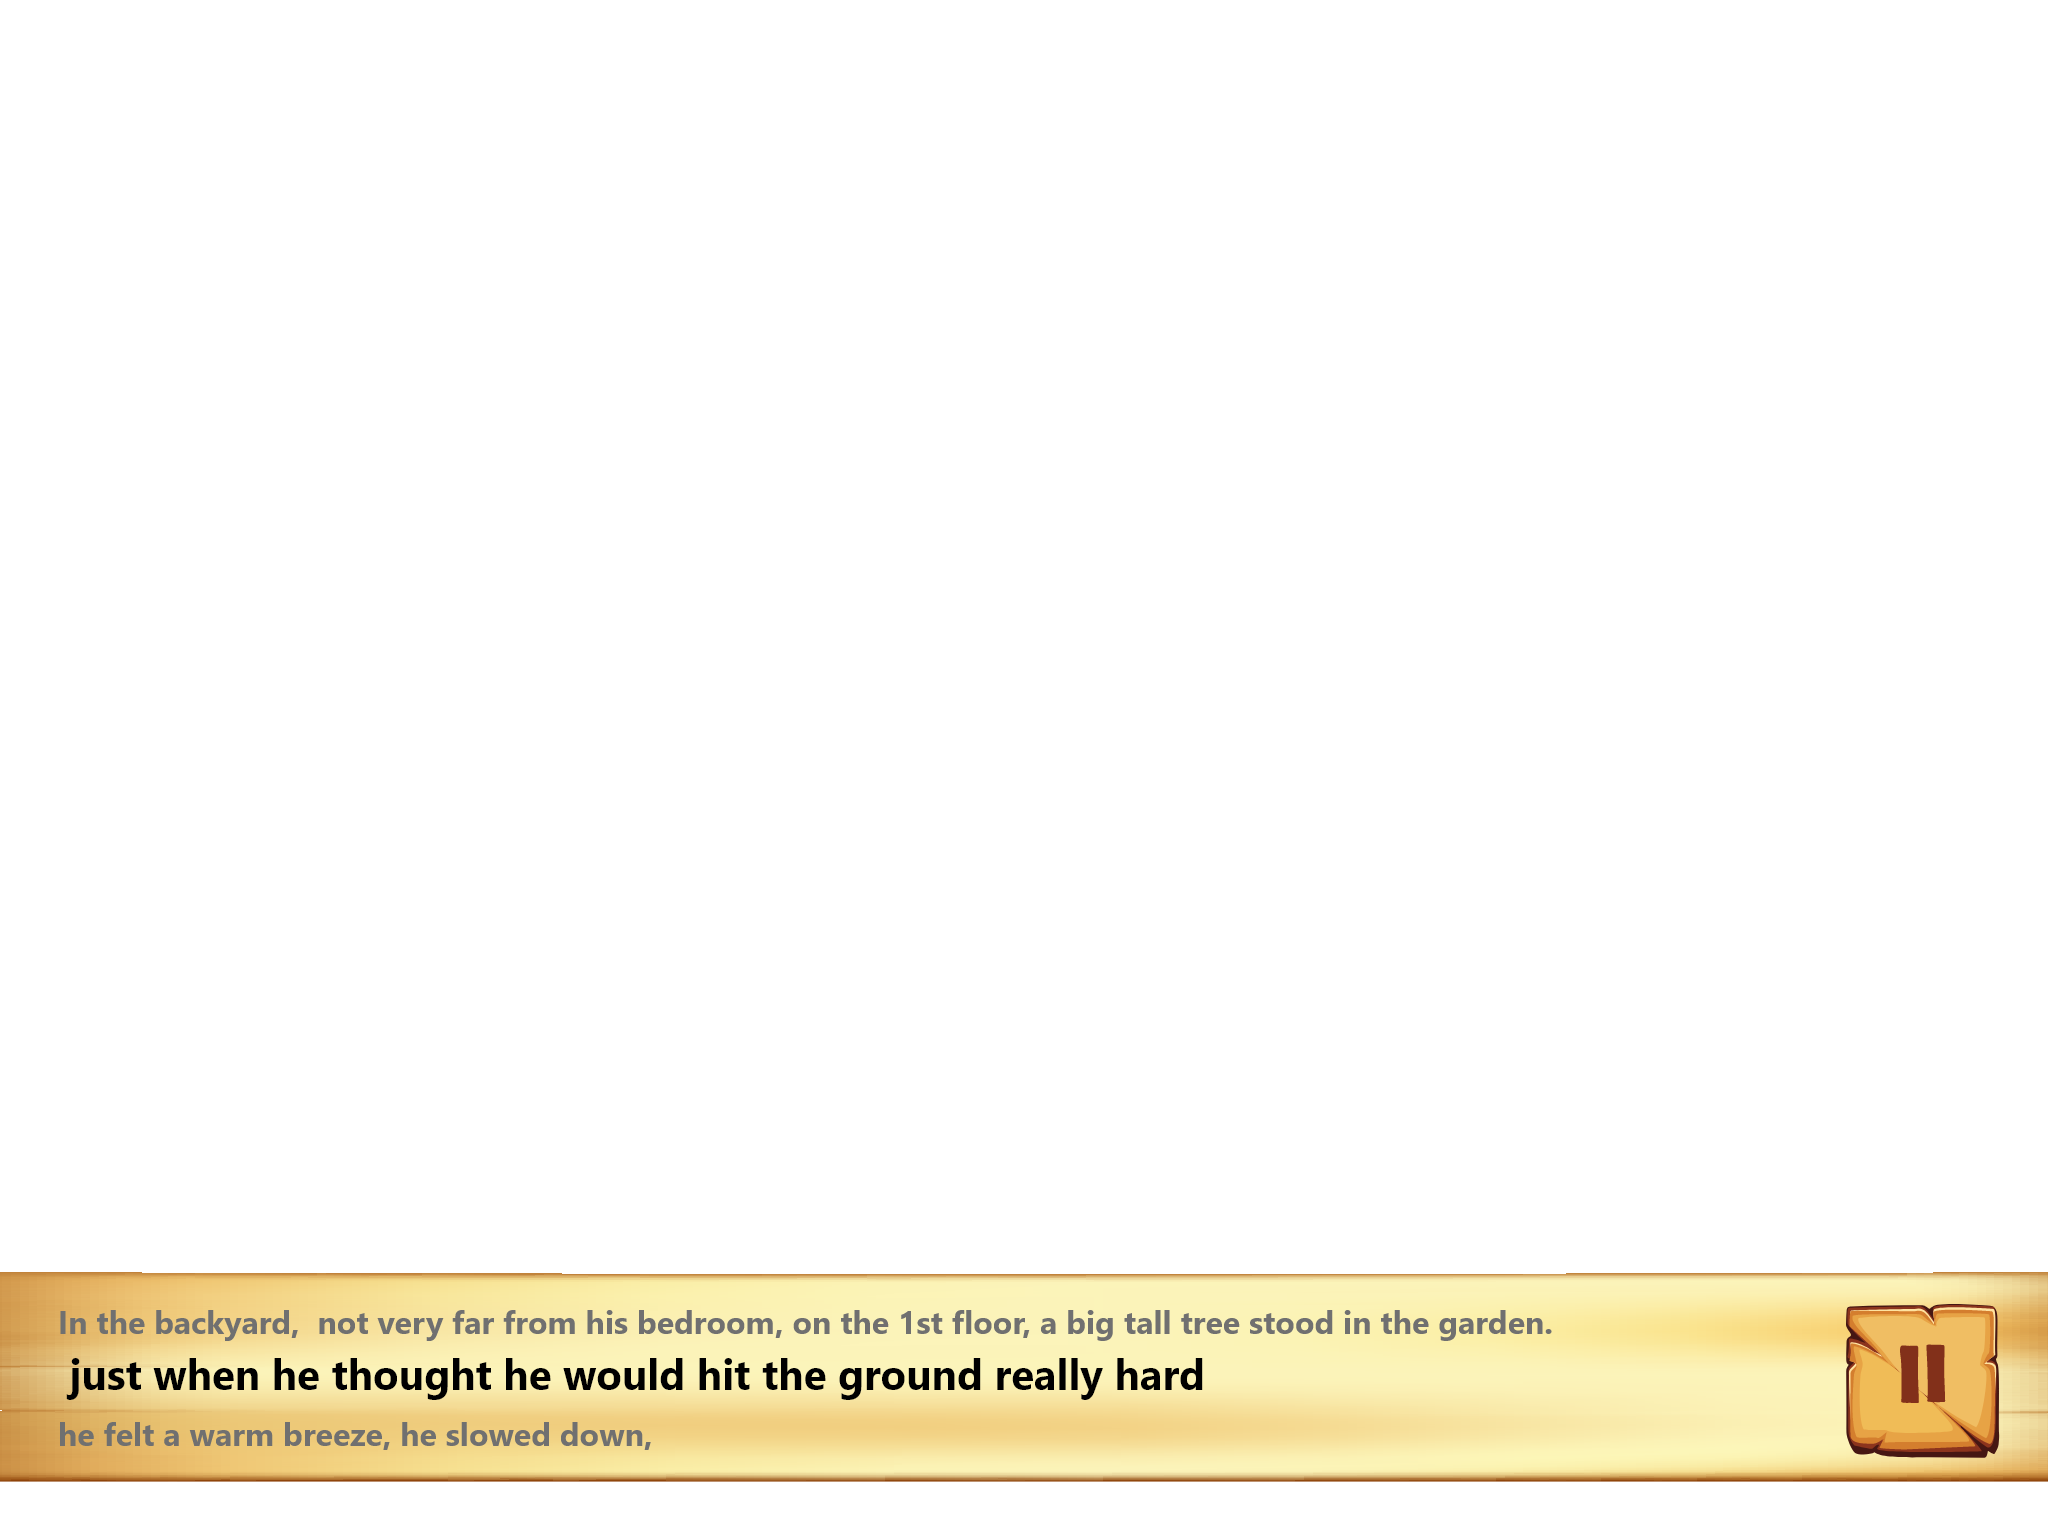 In the backyard,  not very far from his bedroom, on the 1st floor, a big tall tree stood in the garden.
just when he thought he would hit the ground really hard
he felt a warm breeze, he slowed down,